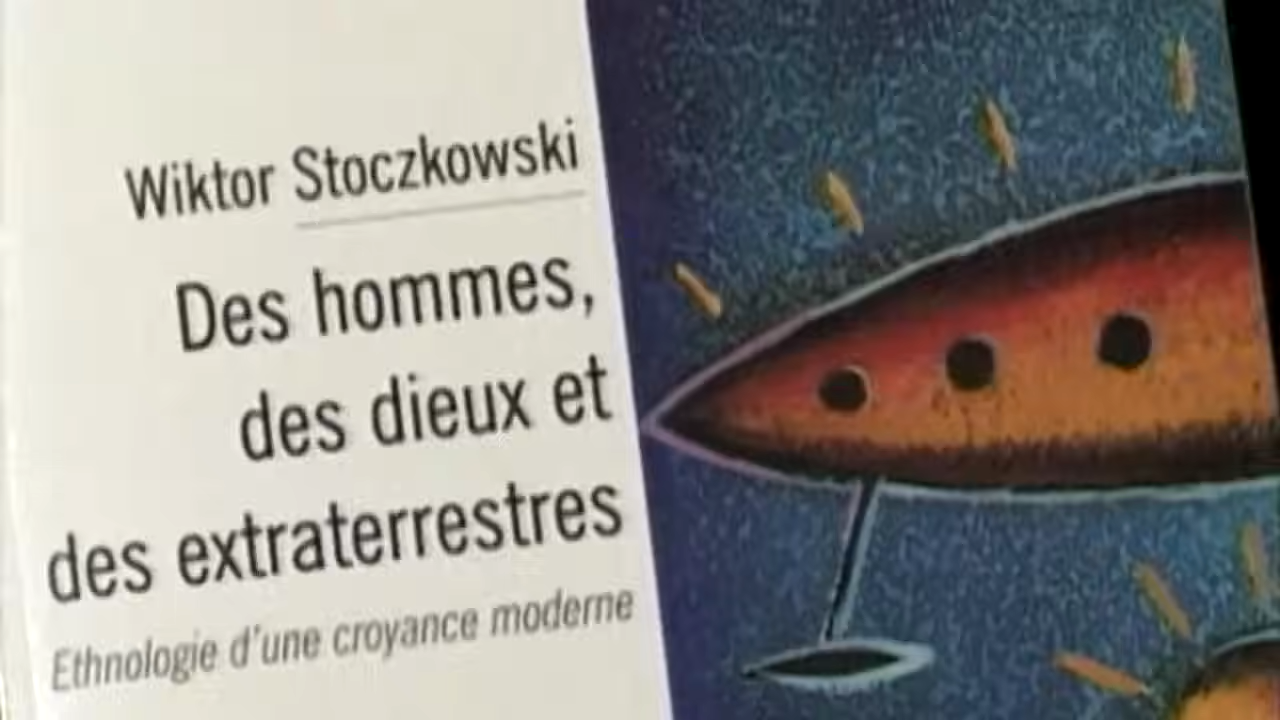 Wiktor Stoczkowski
Des hommes,
des dieux et
des extraterrestres
Ethnologie d'une croyance moderne